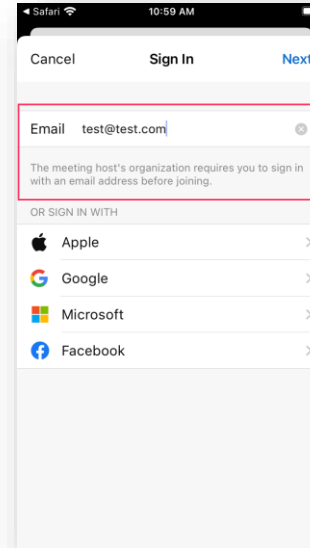 ◀ Safari 10:59 AM
Cancel Sign In Next
Email test@test.com
The meeting host's organization requires you to sign in
with an email address before joining.
OR SIGN IN WITH
Apple
Google
Microsoft
Facebook